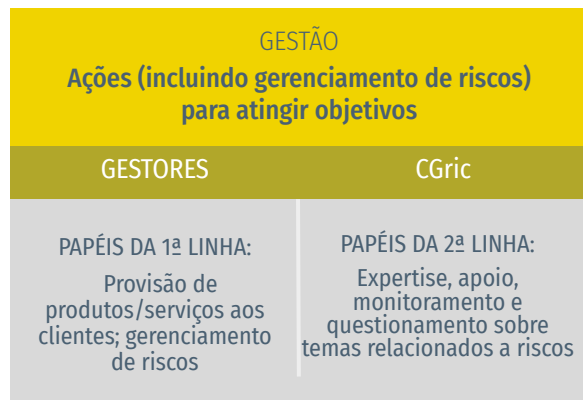 GESTÃO
Ações (incluindo gerenciamento de riscos)
para atingir objetivos
GESTORES
CGric
PAPÉIS DA 1ª LINHA:
Provisão de
produtos/serviços aos
clientes; gerenciamento
de riscos
PAPÉIS DA 2ª LINHA:
Expertise, apoio,
monitoramento e
questionamento sobre
temas relacionados a riscos